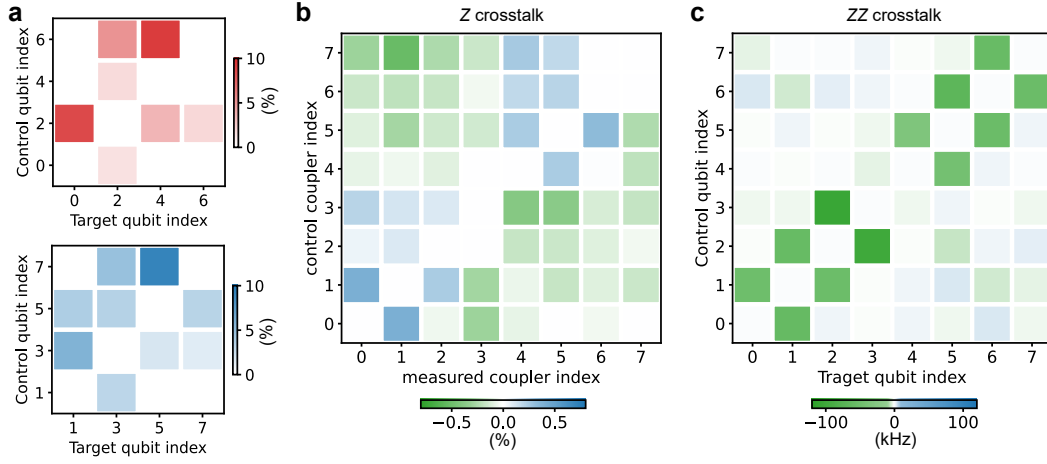 a
Control qubit index
6
4
2
0
0 2 4 6
Target qubit index
10
5
0
(%)
Control qubit index
7
5
3
1
1 3 5 7
Target qubit index
10
5
0
(%)
b
Z crosstalk
control coupler index
7
6
5
4
3
2
1
0
0 1 2 3 4 5 6 7
measured coupler index
−0.5 0.0 0.5
(%)
c
ZZ crosstalk
Control qubit index
7
6
5
4
3
2
1
0
0 1 2 3 4 5 6 7
Traget qubit index
−100 0 100
(kHz)